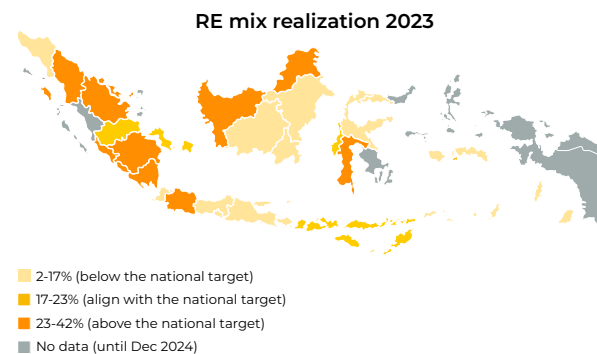 RE mix realization 2023
2-17% (below the national target)
17-23% (align with the national target)
23-42% (above the national target)
No data (until Dec 2024)